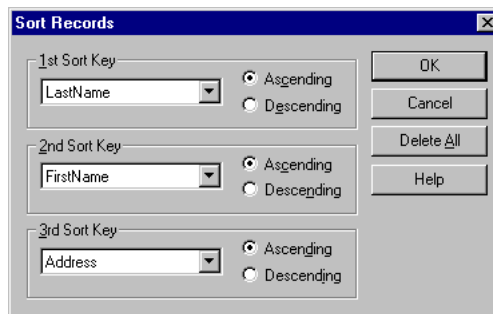 Sort Records
1st Sort Key
LastName
Ascending
Descending
2nd Sort Key
FirstName
Ascending
Descending
3rd Sort Key
Address
Ascending
Descending
OK
Cancel
Delete All
Help